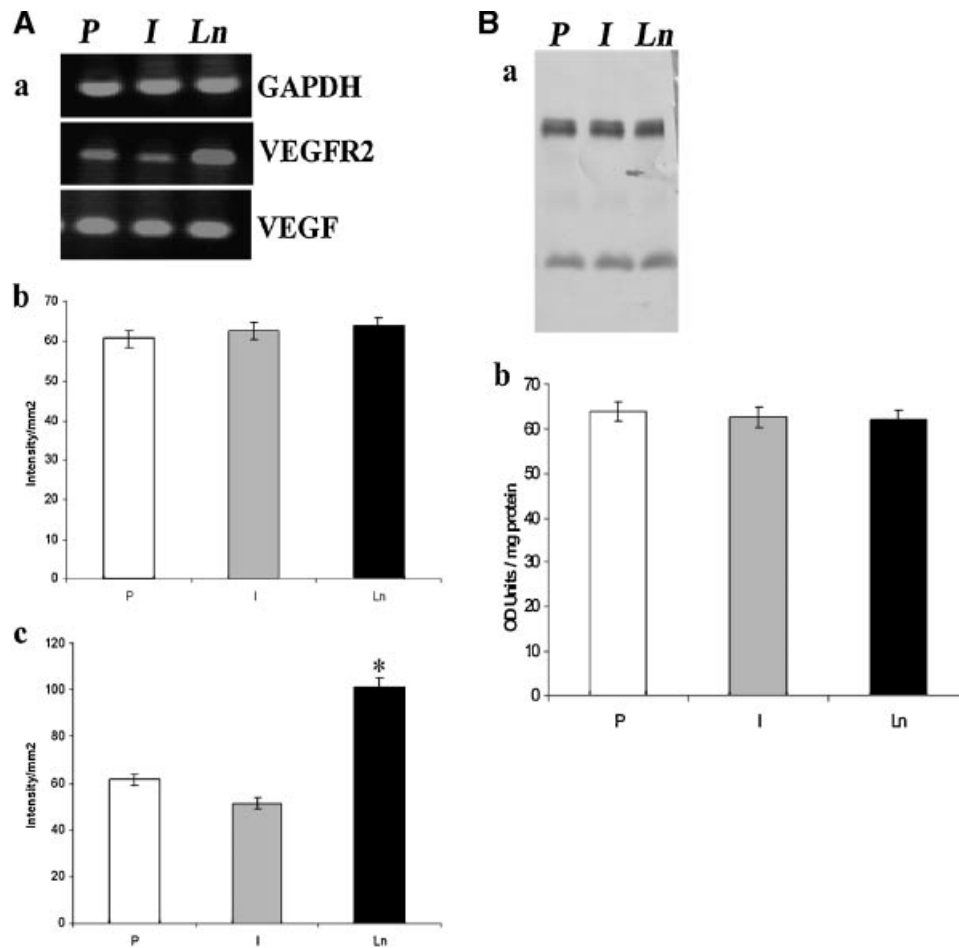 A
P I Ln
a
GAPDH
VEGFR2
VEGF
b
70
60
50
40
30
20
10
0
Intensity/mm2
P I Ln
c
120
100
80
60
40
20
0
Intensity/mm2
*
P I Ln
B
P I Ln
a
b
70
60
50
40
30
20
10
0
OD Units / mg protein
P I Ln